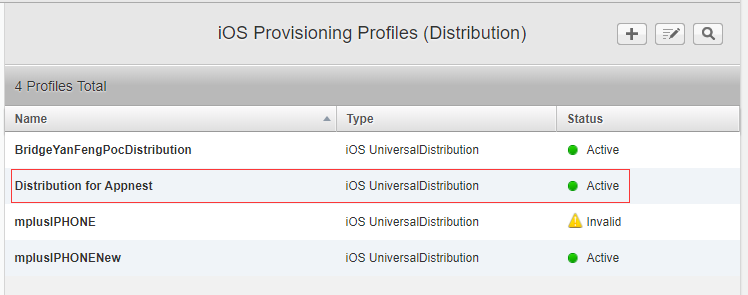 iOS Provisioning Profiles (Distribution)
4 Profiles Total
Name Type Status
BridgeYanFengPocDistribution iOS UniversalDistribution Active
Distribution for Appnest iOS UniversalDistribution Active
mplusIPHONE iOS UniversalDistribution Invalid
mplusIPHONENew iOS UniversalDistribution Active